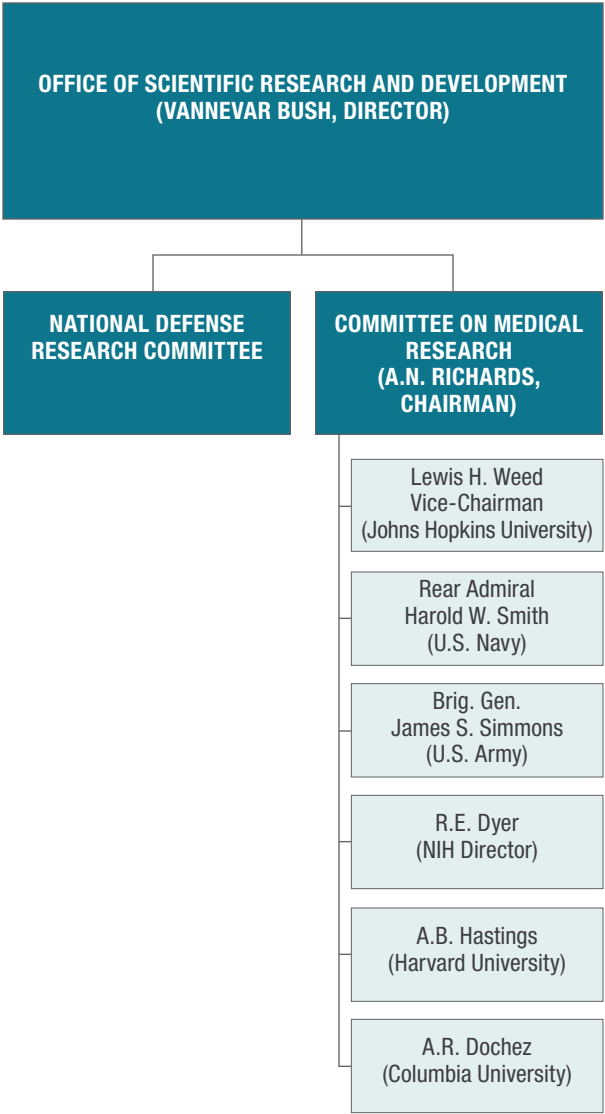 OFFICE OF SCIENTIFIC RESEARCH AND DEVELOPMENT
(VANNEVAR BUSH, DIRECTOR)
NATIONAL DEFENSE
RESEARCH COMMITTEE
COMMITTEE ON MEDICAL
RESEARCH
(A.N. RICHARDS,
CHAIRMAN)
Lewis H. Weed
Vice-Chairman
(Johns Hopkins University)
Rear Admiral
Harold W. Smith
(U.S. Navy)
Brig. Gen.
James S. Simmons
(U.S. Army)
R.E. Dyer
(NIH Director)
A.B. Hastings
(Harvard University)
A.R. Dochez
(Columbia University)